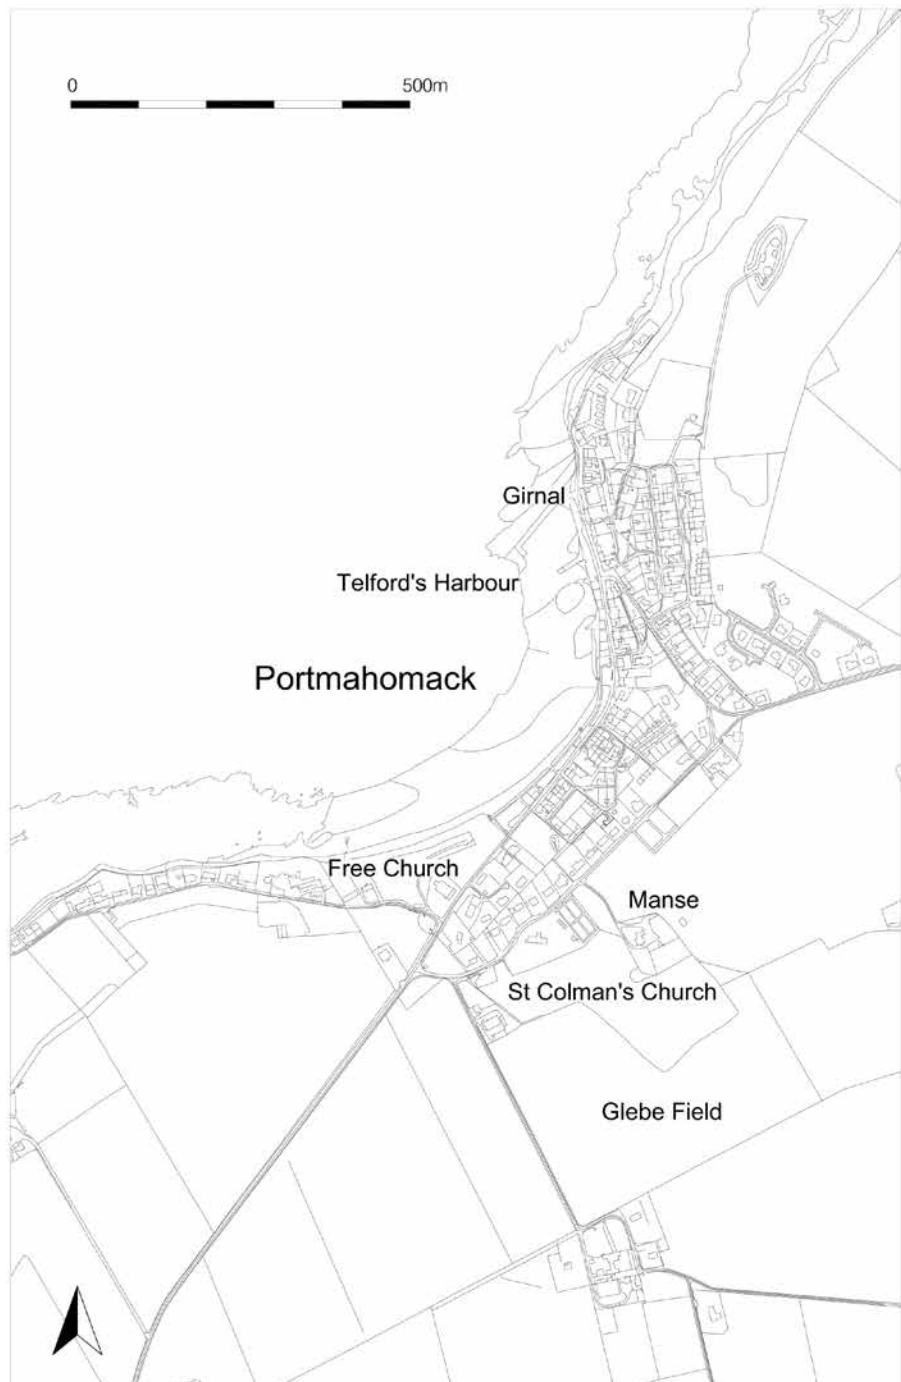 0 500m
Girnal
Telford's Harbour
Portmahomack
Free Church
Manse
St Colman's Church
Glebe Field